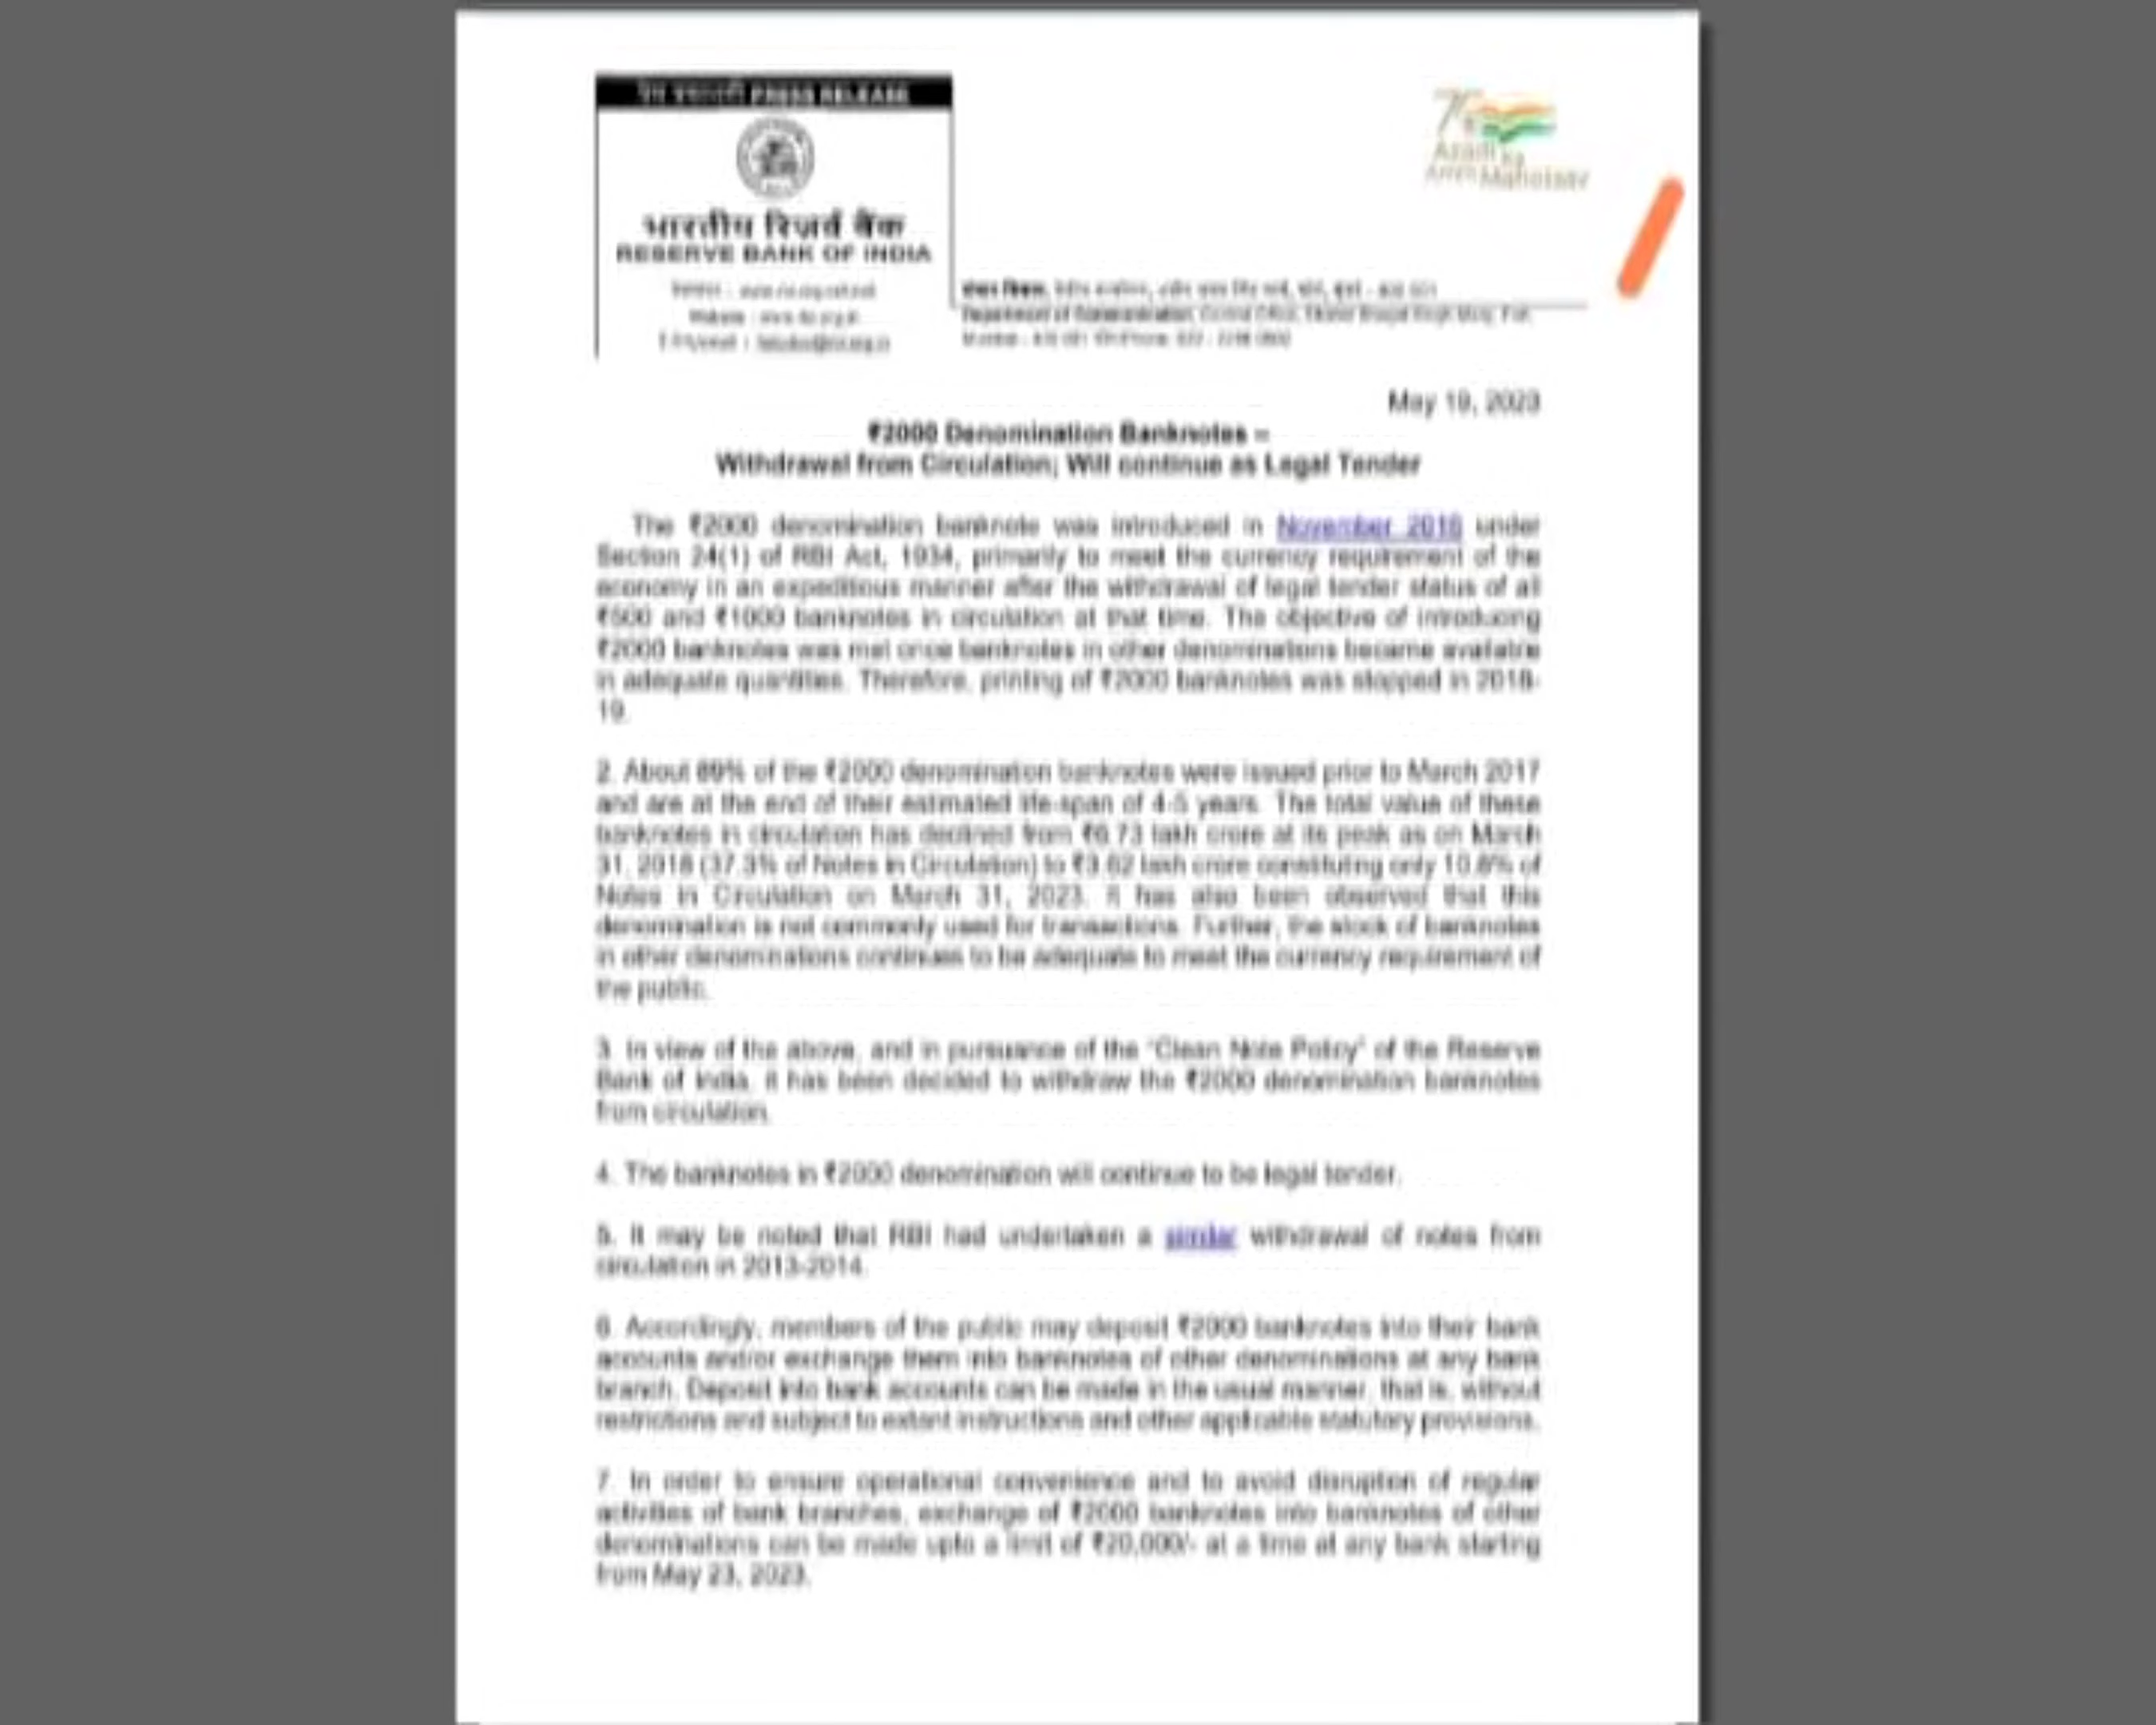 PRESS RELEASE
75
Azadi Ka
Amrit Mahotsav
भारतीय रिज़र्व बैंक
RESERVE BANK OF INDIA
Website :
Department of Communication, Central Office, Shahid Bhagat Singh Marg, Fort,
May 19, 2023
₹2000 Denomination Banknotes –
Withdrawal from Circulation; Will continue as Legal Tender
The ₹2000 denomination banknote was introduced in November 2016 under
Section 24(1) of RBI Act, 1934, primarily to meet the currency requirement of the
economy in an expeditious manner after the withdrawal of legal tender status of all
₹500 and ₹1000 banknotes in circulation at that time. The objective of introducing
₹2000 banknotes was met once banknotes in other denominations became available
in adequate quantities. Therefore, printing of ₹2000 banknotes was stopped in 2018-
19.
2. About 89% of the ₹2000 denomination banknotes were issued prior to March 2017
and are at the end of their estimated life-span of 4-5 years. The total value of these
banknotes in circulation has declined from ₹6.73 lakh crore at its peak as on March
31, 2018 (37.3% of Notes in Circulation) to ₹3.62 lakh crore constituting only 10.8% of
Notes in Circulation on March 31, 2023. It has also been observed that this
denomination is not commonly used for transactions. Further, the stock of banknotes
in other denominations continues to be adequate to meet the currency requirement of
the public.
3. In view of the above, and in pursuance of the “Clean Note Policy” of the Reserve
Bank of India, it has been decided to withdraw the ₹2000 denomination banknotes
from circulation.
4. The banknotes in ₹2000 denomination will continue to be legal tender.
5. It may be noted that RBI had undertaken a similar withdrawal of notes from
circulation in 2013-2014.
6. Accordingly, members of the public may deposit ₹2000 banknotes into their bank
accounts and/or exchange them into banknotes of other denominations at any bank
branch. Deposit into bank accounts can be made in the usual manner, that is, without
restrictions and subject to extant instructions and other applicable statutory provisions.
7. In order to ensure operational convenience and to avoid disruption of regular
activities of bank branches, exchange of ₹2000 banknotes into banknotes of other
denominations can be made upto a limit of ₹20,000/- at a time at any bank starting
from May 23, 2023.